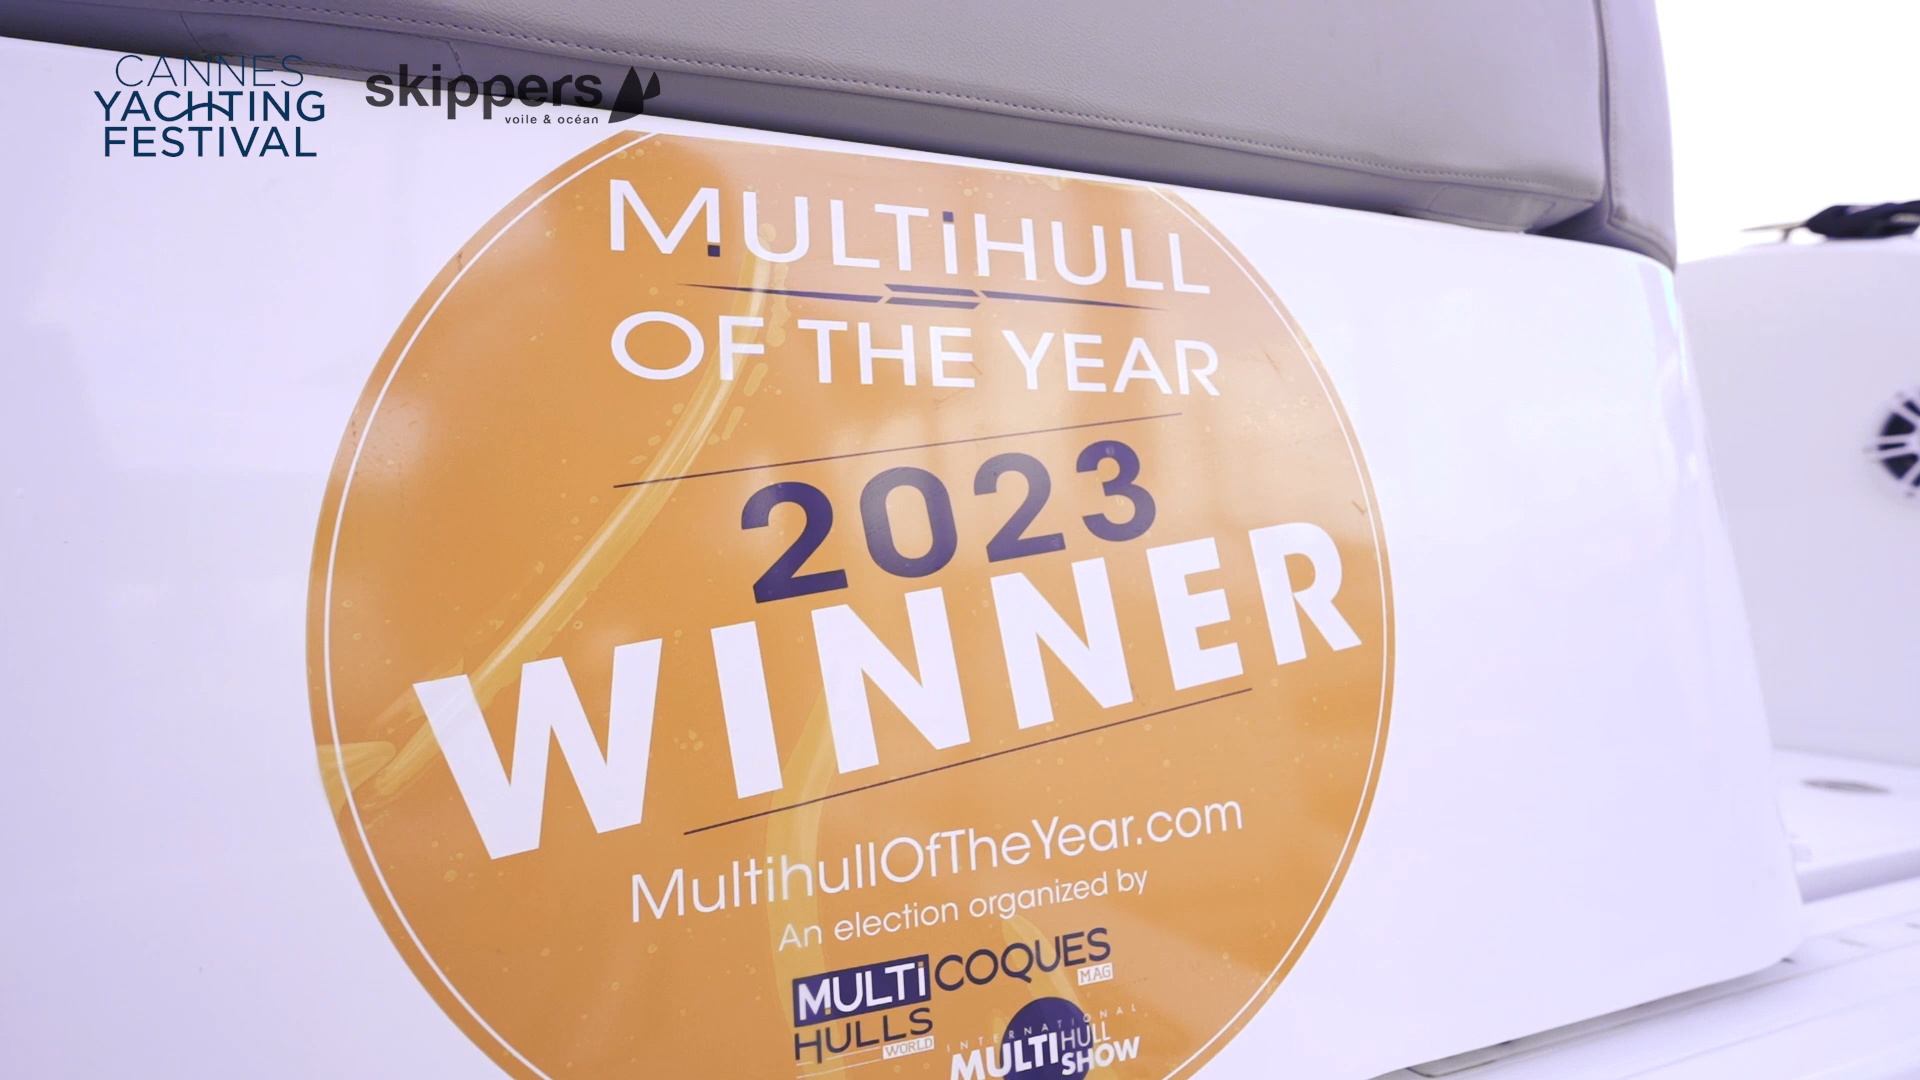 CANNES
YACHTING
FESTIVAL
skippers
voile & océan
MULTiHULL
OF THE YEAR
2023
WINNER
MultihullOfTheYear.com
An election organized by
MULTiCOQUES
MAG
HULLS
WORLD
INTERNATIONAL
MULTIHULL
SHOW